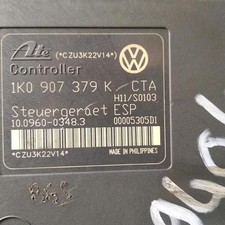 Ate (*CZU3K22V14*)
Controller
1K0 907 379 K CTA
H11/S0103
Steuergeraet ESP
10.0960-0348.3 00005305D1
*CZU3K22V14*
MADE IN PHILIPPINES